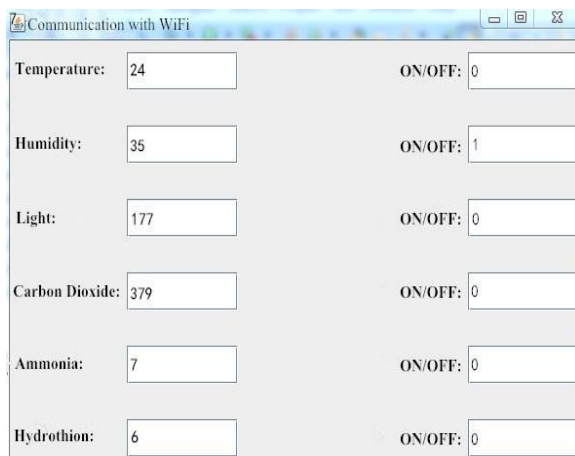 Communication with WiFi
Temperature: 24 ON/OFF: 0
Humidity: 35 ON/OFF: 1
Light: 177 ON/OFF: 0
Carbon Dioxide: 379 ON/OFF: 0
Ammonia: 7 ON/OFF: 0
Hydrothion: 6 ON/OFF: 0